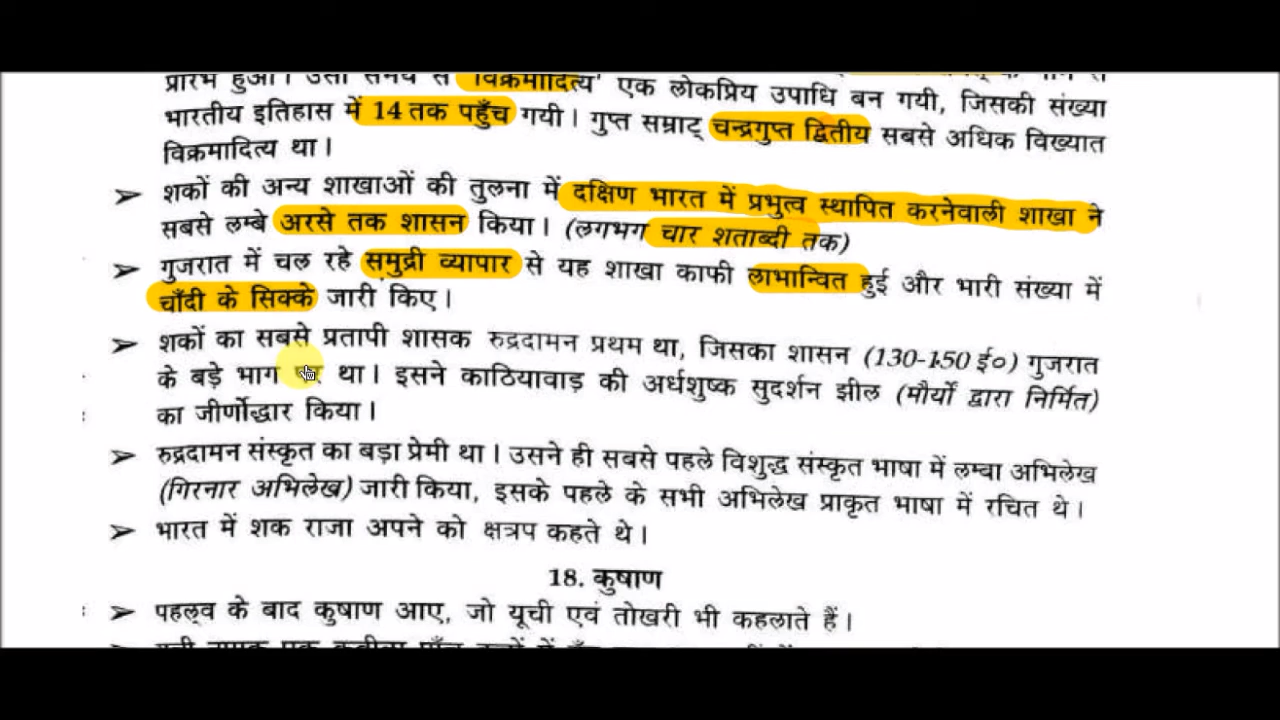 प्रारंभ हुआ। उसी समय से 'विक्रमादित्य' एक लोकप्रिय उपाधि बन गयी, जिसकी संख्या
भारतीय इतिहास में 14 तक पहुँच गयी। गुप्त सम्राट् चन्द्रगुप्त द्वितीय सबसे अधिक विख्यात
विक्रमादित्य था।
➢ शकों की अन्य शाखाओं की तुलना में दक्षिण भारत में प्रभुत्व स्थापित करनेवाली शाखा ने
सबसे लम्बे अरसे तक शासन किया। (लगभग चार शताब्दी तक)
➢ गुजरात में चल रहे समुद्री व्यापार से यह शाखा काफी लाभान्वित हुई और भारी संख्या में
चाँदी के सिक्के जारी किए।
➢ शकों का सबसे प्रतापी शासक रुद्रदामन प्रथम था, जिसका शासन (130-150 ई०) गुजरात
के बड़े भाग पर था। इसने काठियावाड़ की अर्धशुष्क सुदर्शन झील (मौर्यों द्वारा निर्मित)
का जीर्णोद्धार किया।
➢ रुद्रदामन संस्कृत का बड़ा प्रेमी था। उसने ही सबसे पहले विशुद्ध संस्कृत भाषा में लम्बा अभिलेख
(गिरनार अभिलेख) जारी किया, इसके पहले के सभी अभिलेख प्राकृत भाषा में रचित थे।
➢ भारत में शक राजा अपने को क्षत्रप कहते थे।
18. कुषाण
➢ पहल्व के बाद कुषाण आए, जो यूची एवं तोखरी भी कहलाते हैं।